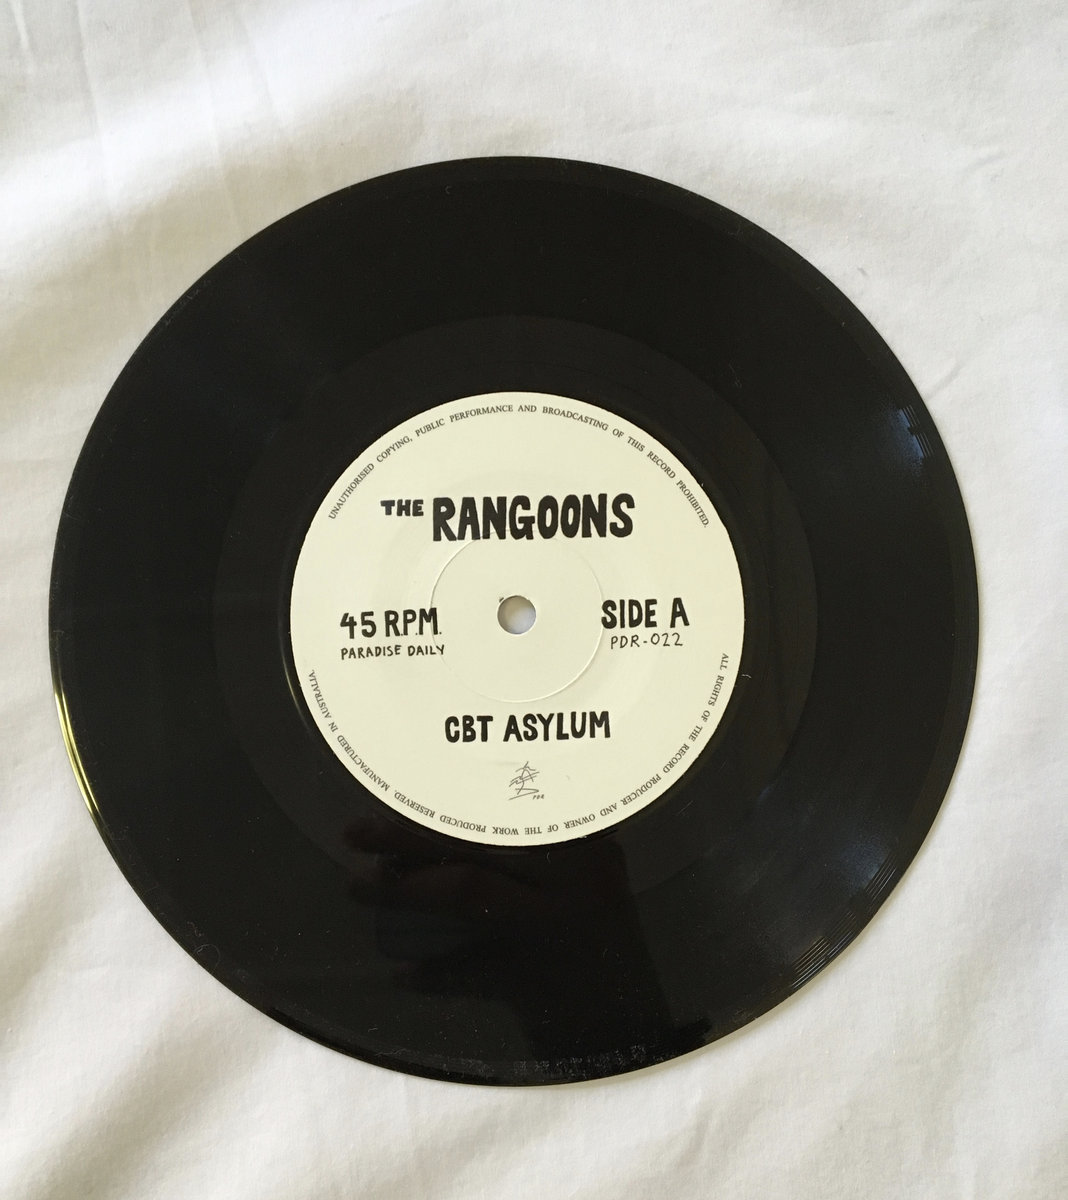 UNAUTHORISED COPYING, PUBLIC PERFORMANCE AND BROADCASTING OF THIS RECORD PROHIBITED.
THE RANGOONS
45 R.P.M.
PARADISE DAILY
SIDE A
PDR-022
CBT ASYLUM
PDR
ALL RIGHTS OF THE RECORD PRODUCER AND OWNER OF THE WORK PRODUCED RESERVED. MANUFACTURED IN AUSTRALIA.